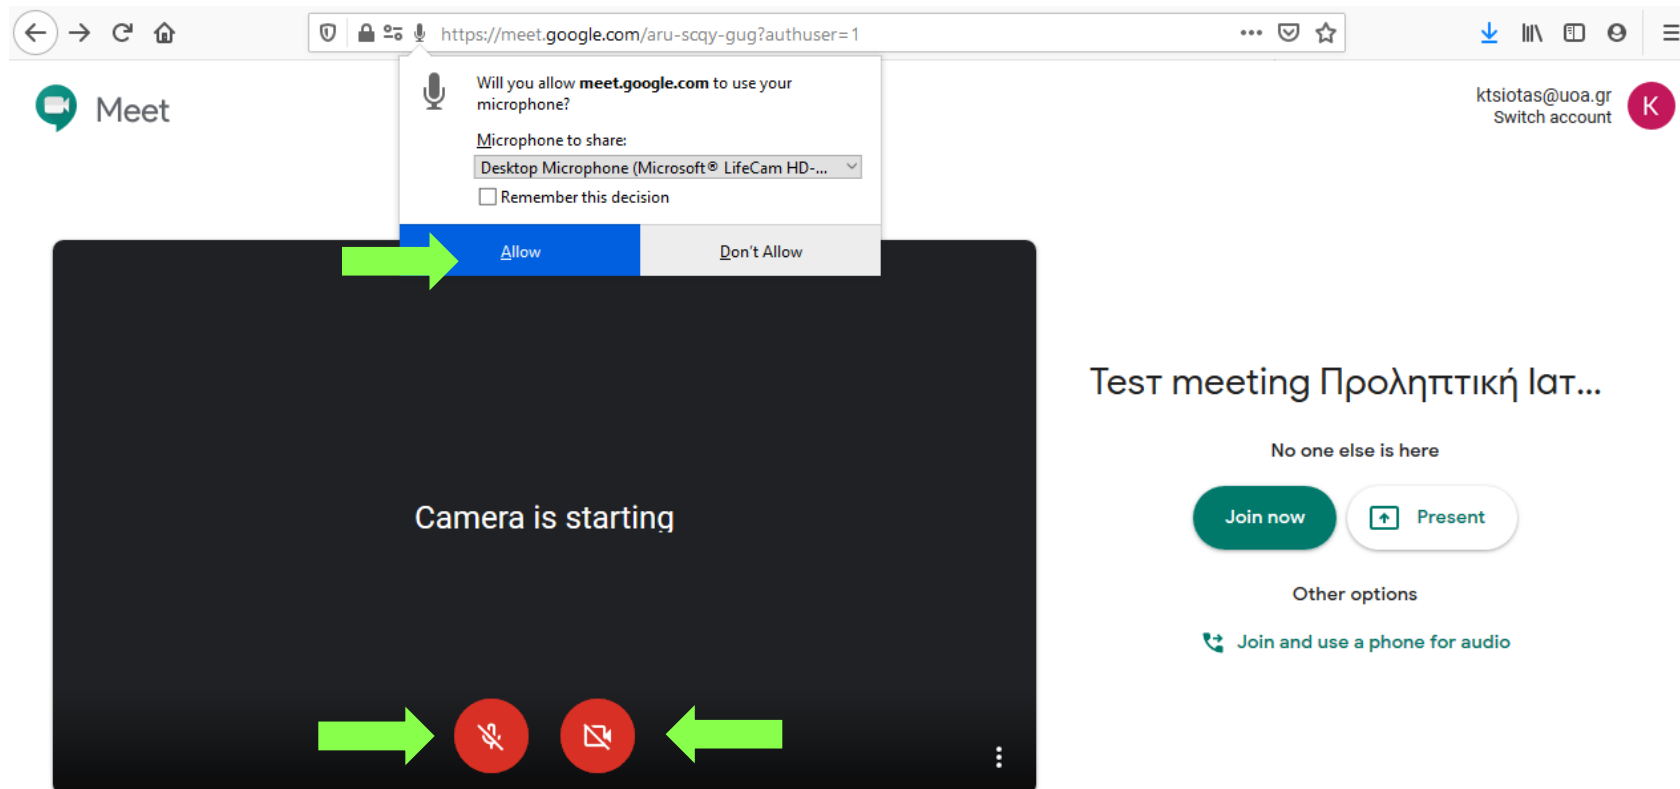 https://meet.google.com/aru-scqy-gug?authuser=1
Will you allow meet.google.com to use your
microphone?
Microphone to share:
Desktop Microphone (Microsoft® LifeCam HD-...
Remember this decision
Allow
Don't Allow
Meet
ktsiotas@uoa.gr
Switch account
K
Camera is starting
Tesτ meeting Προληπτική Ιατ...
No one else is here
Join now
Present
Other options
Join and use a phone for audio